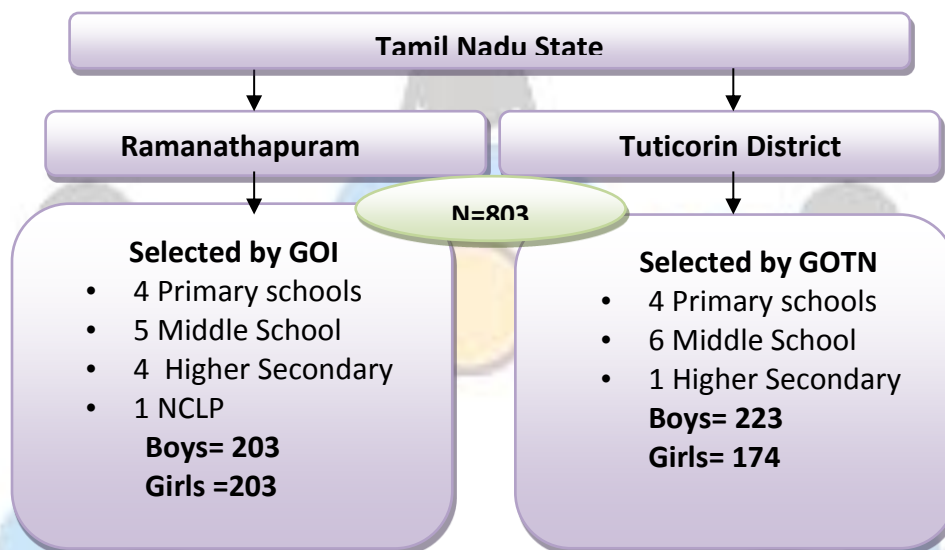 Tamil Nadu State
Ramanathapuram
Tuticorin District
N=803
Selected by GOI
• 4 Primary schools
• 5 Middle School
• 4 Higher Secondary
• 1 NCLP
Boys= 203
Girls =203
Selected by GOTN
• 4 Primary schools
• 6 Middle School
• 1 Higher Secondary
Boys= 223
Girls= 174